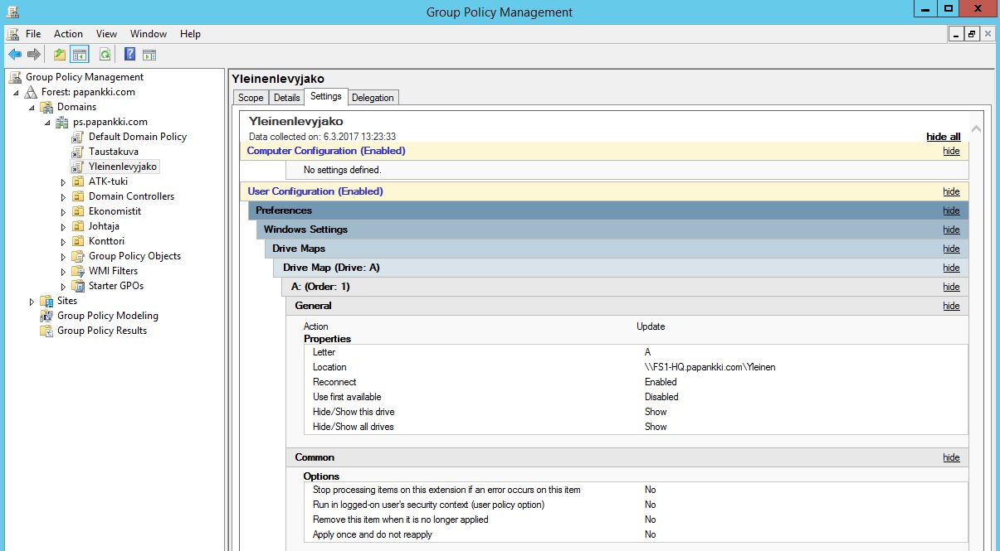 Group Policy Management
File Action View Window Help
Group Policy Management
Forest: papankki.com
Domains
ps.papankki.com
Default Domain Policy
Taustakuva
Yleinenlevyjako
ATK-tuki
Domain Controllers
Ekonomistit
Johtaja
Konttori
Group Policy Objects
WMI Filters
Starter GPOs
Sites
Group Policy Modeling
Group Policy Results
Yleinenlevyjako
Scope Details Settings Delegation
Yleinenlevyjako
Data collected on: 6.3.2017 13:23:33 hide all
Computer Configuration (Enabled) hide
No settings defined.
User Configuration (Enabled) hide
Preferences hide
Windows Settings hide
Drive Maps hide
Drive Map (Drive: A) hide
A: (Order: 1) hide
General hide
Action Update
Properties
Letter A
Location \\FS1-HQ.papankki.com\Yleinen
Reconnect Enabled
Use first available Disabled
Hide/Show this drive Show
Hide/Show all drives Show
Common hide
Options
Stop processing items on this extension if an error occurs on this item No
Run in logged-on user's security context (user policy option) No
Remove this item when it is no longer applied No
Apply once and do not reapply No